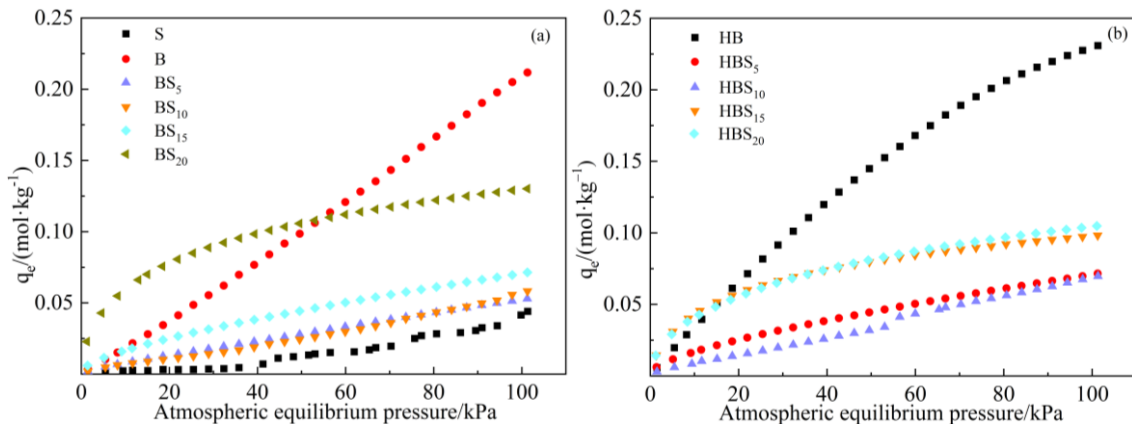 (a)
S
B
BS₅
BS₁₀
BS₁₅
BS₂₀
0.25
0.20
0.15
0.10
0.05
qₑ/(mol·kg⁻¹)
0 20 40 60 80 100
Atmospheric equilibrium pressure/kPa
(b)
HB
HBS₅
HBS₁₀
HBS₁₅
HBS₂₀
0.25
0.20
0.15
0.10
0.05
qₑ/(mol·kg⁻¹)
0 20 40 60 80 100
Atmospheric equilibrium pressure/kPa